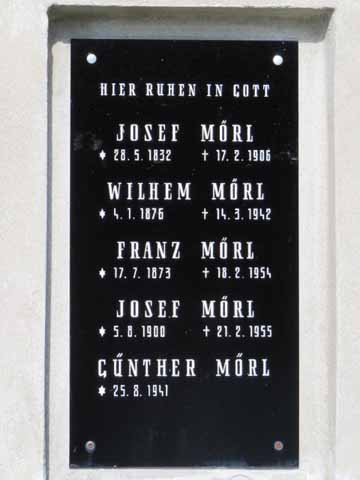 HIER RUHEN IN GOTT
JOSEF MŐRL
* 28. 5. 1832 † 17. 2. 1906
WILHEM MŐRL
* 4. 1. 1876 † 14. 3. 1942
FRANZ MŐRL
* 17. 7. 1873 † 18. 2. 1954
JOSEF MŐRL
* 5. 8. 1900 † 21. 2. 1955
GŰNTHER MŐRL
* 25. 8. 1941